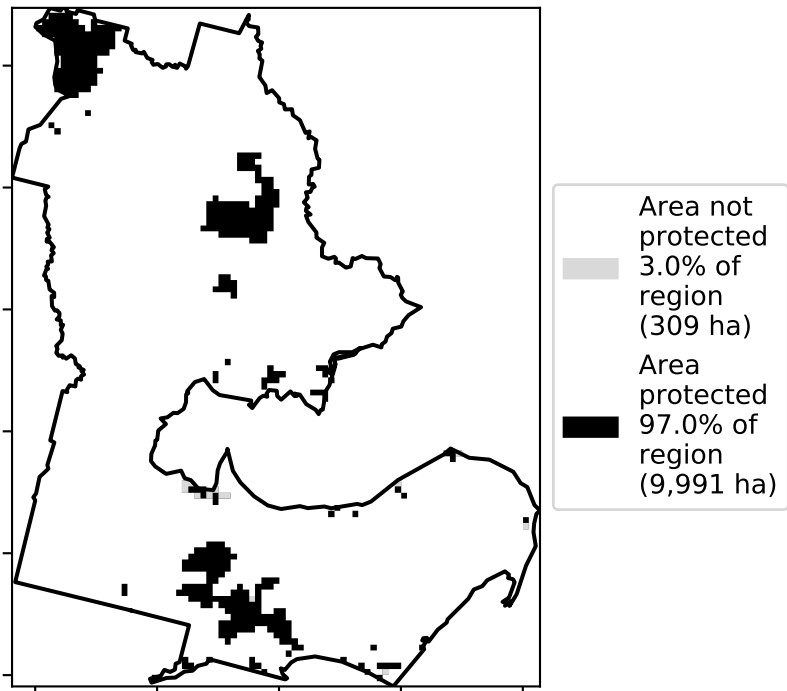 Area not
protected
3.0% of
region
(309 ha)
Area
protected
97.0% of
region
(9,991 ha)